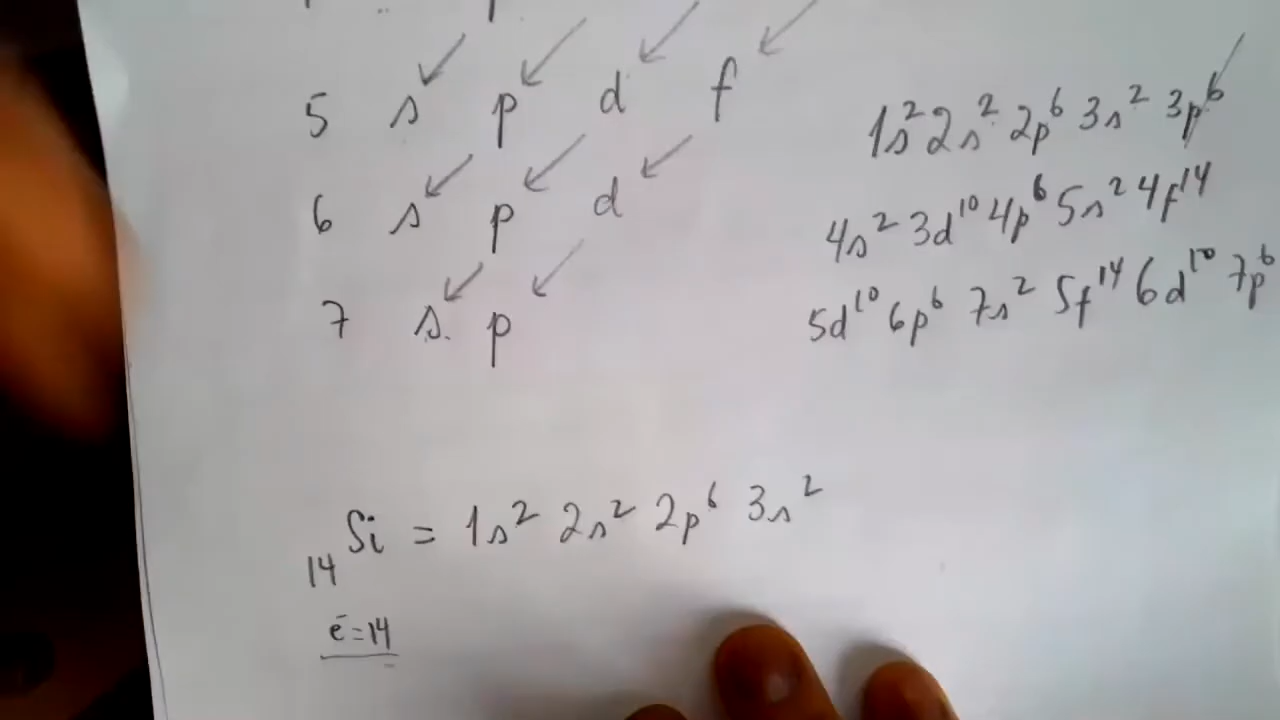 5 s p d f
6 s p d
7 s p
1s² 2s² 2p⁶ 3s² 3p⁶
4s² 3d¹⁰ 4p⁶ 5s² 4f¹⁴
5d¹⁰ 6p⁶ 7s² 5f¹⁴ 6d¹⁰ 7p⁶
₁₄Si = 1s² 2s² 2p⁶ 3s²
e⁻=14